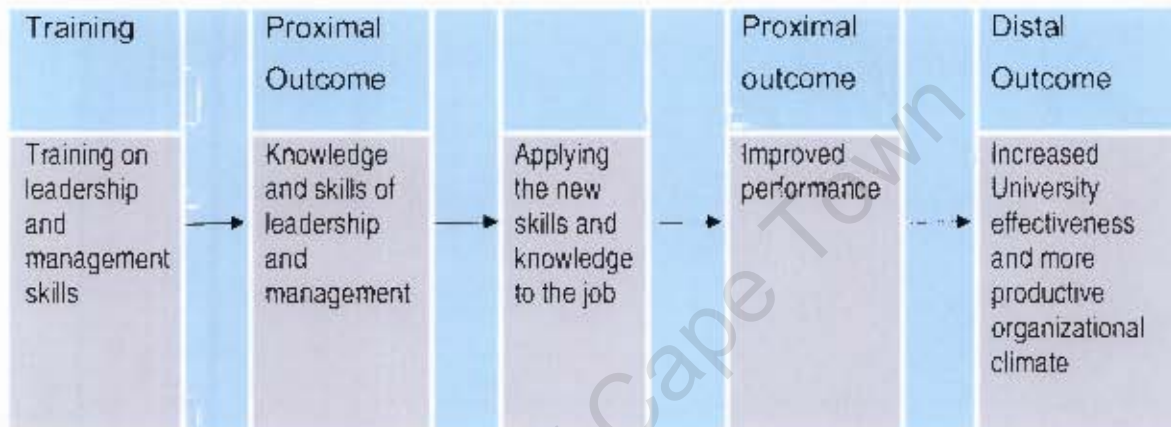 Training
Proximal
Outcome
Proximal
outcome
Distal
Outcome
Training on
leadership
and
management
skills
Knowledge
and skills of
leadership
and
management
Applying
the new
skills and
knowledge
to the job
Improved
performance
Increased
University
effectiveness
and more
productive
organizational
climate
Cape Town